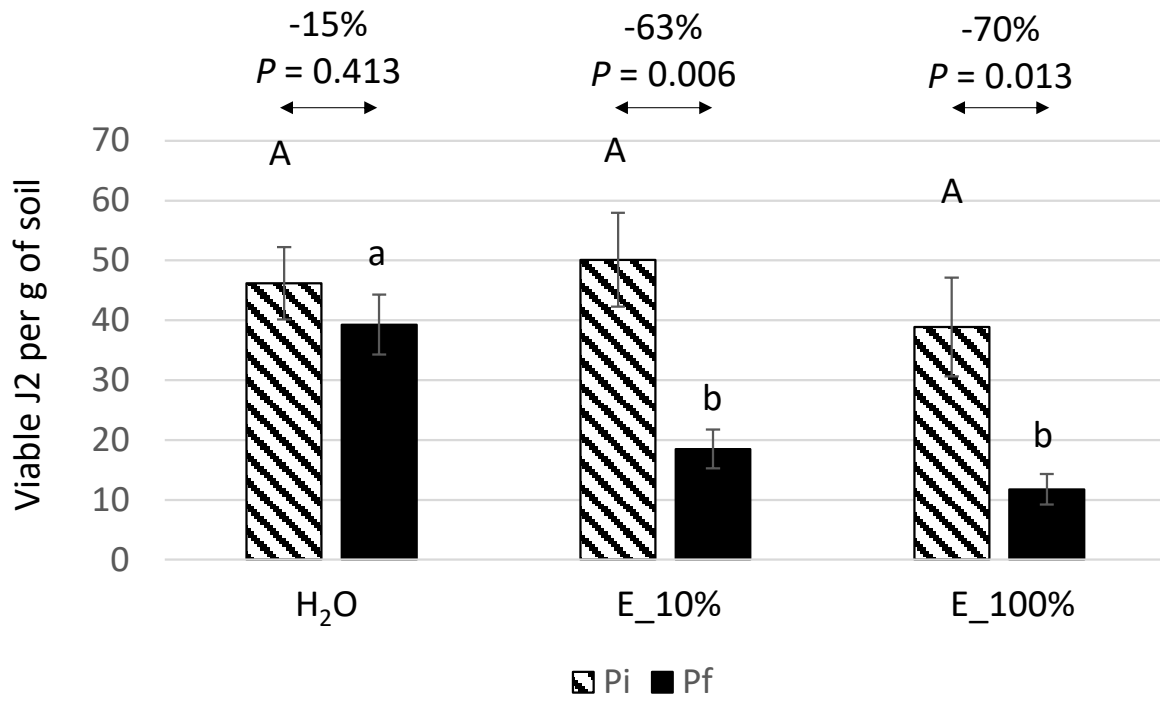 -15% -63% -70%
P = 0.413 P = 0.006 P = 0.013
Viable J2 per g of soil
70
60
50
40
30
20
10
0
A A A
a b b
H₂O E_10% E_100%
Pi Pf